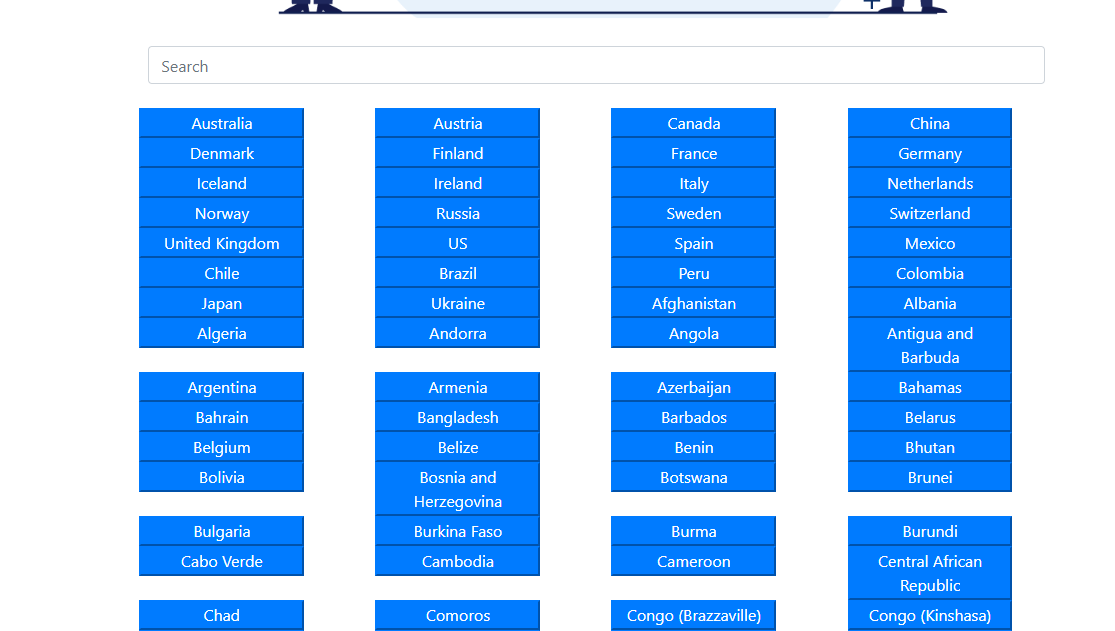 Search
Australia
Austria
Canada
China
Denmark
Finland
France
Germany
Iceland
Ireland
Italy
Netherlands
Norway
Russia
Sweden
Switzerland
United Kingdom
US
Spain
Mexico
Chile
Brazil
Peru
Colombia
Japan
Ukraine
Afghanistan
Albania
Algeria
Andorra
Angola
Antigua and
Barbuda
Argentina
Armenia
Azerbaijan
Bahamas
Bahrain
Bangladesh
Barbados
Belarus
Belgium
Belize
Benin
Bhutan
Bolivia
Bosnia and
Herzegovina
Botswana
Brunei
Bulgaria
Burkina Faso
Burma
Burundi
Cabo Verde
Cambodia
Cameroon
Central African
Republic
Chad
Comoros
Congo (Brazzaville)
Congo (Kinshasa)